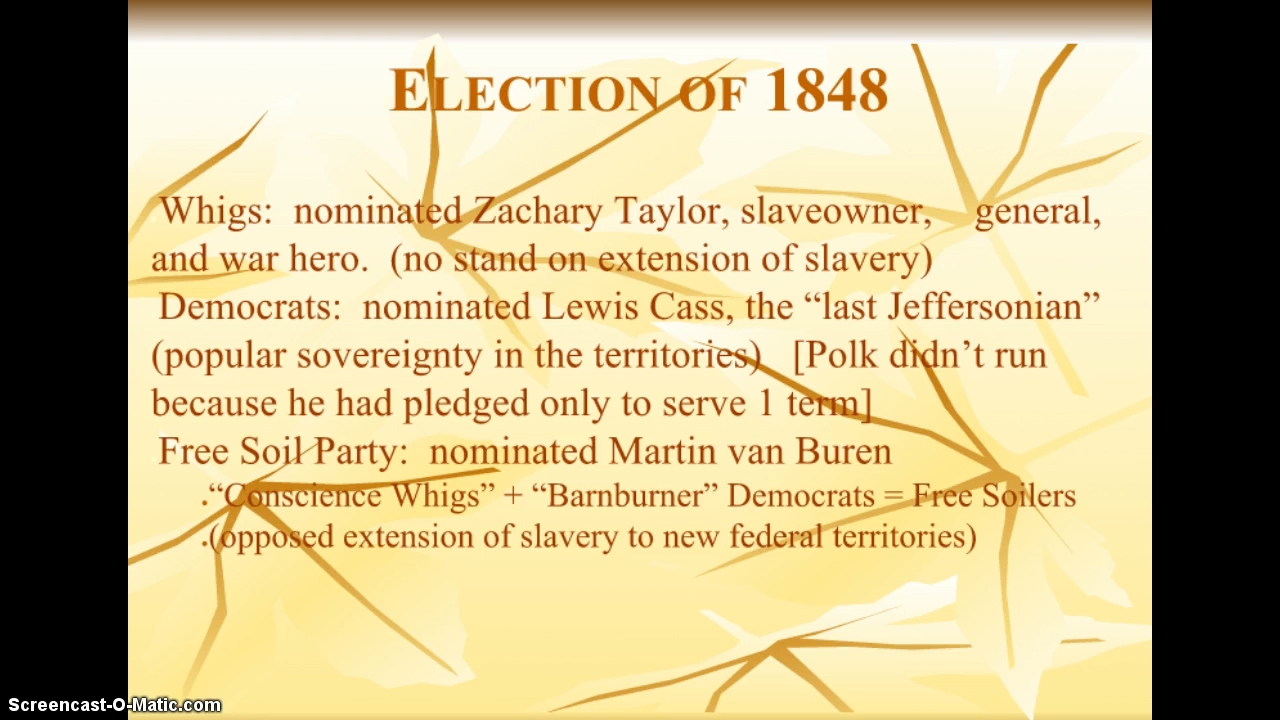 ELECTION OF 1848
Whigs: nominated Zachary Taylor, slaveowner, general,
and war hero. (no stand on extension of slavery)
Democrats: nominated Lewis Cass, the “last Jeffersonian”
(popular sovereignty in the territories) [Polk didn’t run
because he had pledged only to serve 1 term]
Free Soil Party: nominated Martin van Buren
•“Conscience Whigs” + “Barnburner” Democrats = Free Soilers
•(opposed extension of slavery to new federal territories)
Screencast-O-Matic.com